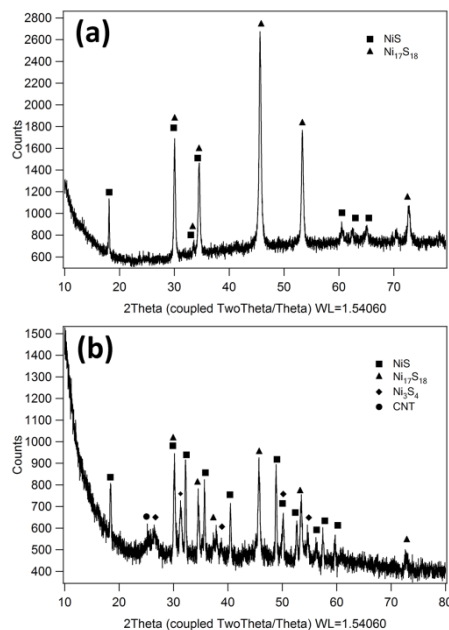 (a)
■ NiS
▲ Ni₁₇S₁₈
Counts
2800
2600
2400
2200
2000
1800
1600
1400
1200
1000
800
600
10 20 30 40 50 60 70
2Theta (coupled TwoTheta/Theta) WL=1.54060
(b)
■ NiS
▲ Ni₁₇S₁₈
◆ Ni₃S₄
● CNT
Counts
1500
1400
1300
1200
1100
1000
900
800
700
600
500
400
10 20 30 40 50 60 70 80
2Theta (coupled TwoTheta/Theta) WL=1.54060